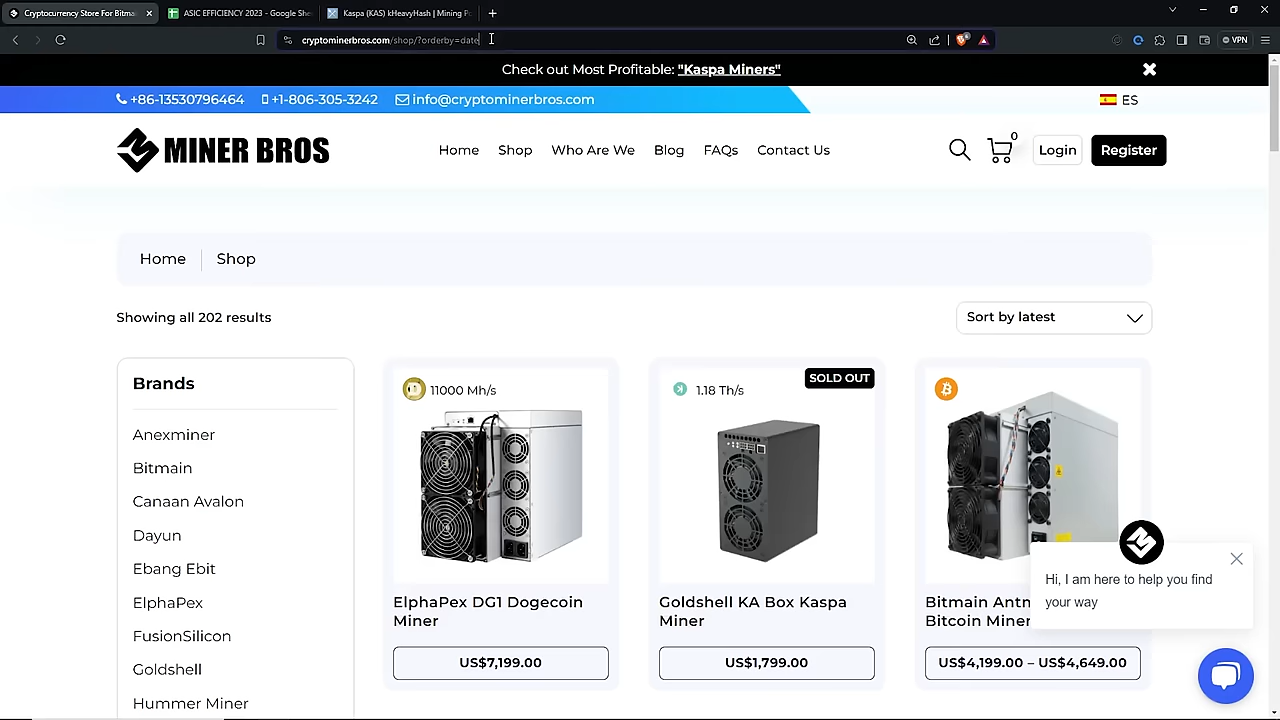 Cryptocurrency Store For Bitma
ASIC EFFICIENCY 2023 - Google She
Kaspa (KAS) kHeavyHash | Mining Po
cryptominerbros.com/shop/?orderby=date
VPN
Check out Most Profitable: "Kaspa Miners"
+86-13530796464
+1-806-305-3242
info@cryptominerbros.com
ES
MINER BROS
Home
Shop
Who Are We
Blog
FAQs
Contact Us
0
Login
Register
Home
Shop
Showing all 202 results
Sort by latest
Brands
Anexminer
Bitmain
Canaan Avalon
Dayun
Ebang Ebit
ElphaPex
FusionSilicon
Goldshell
Hummer Miner
11000 Mh/s
ElphaPex DG1 Dogecoin
Miner
US$7,199.00
1.18 Th/s
SOLD OUT
Goldshell KA Box Kaspa
Miner
US$1,799.00
Bitmain Antm
Bitcoin Miner
US$4,199.00 – US$4,649.00
Hi, I am here to help you find
your way